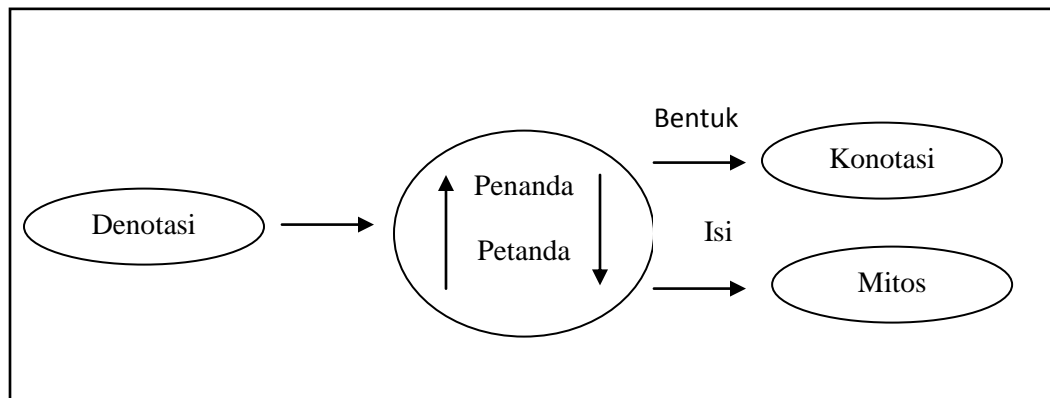 Bentuk
Konotasi
Penanda
Denotasi
Isi
Petanda
Mitos